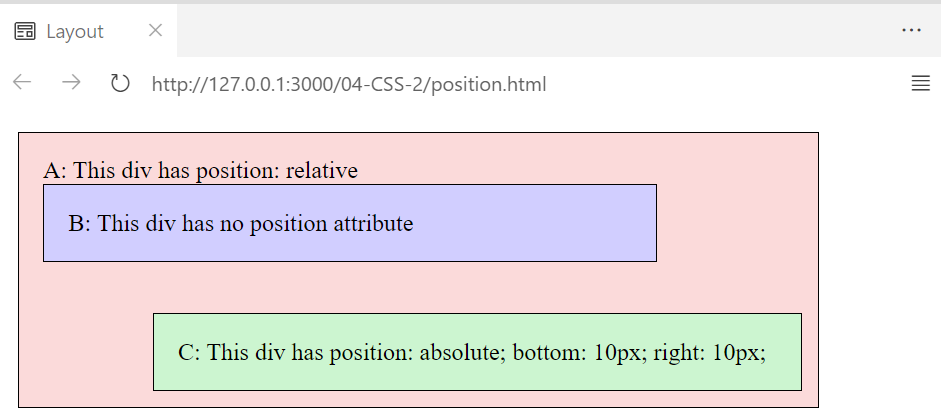 Layout
http://127.0.0.1:3000/04-CSS-2/position.html
A: This div has position: relative
B: This div has no position attribute
C: This div has position: absolute; bottom: 10px; right: 10px;